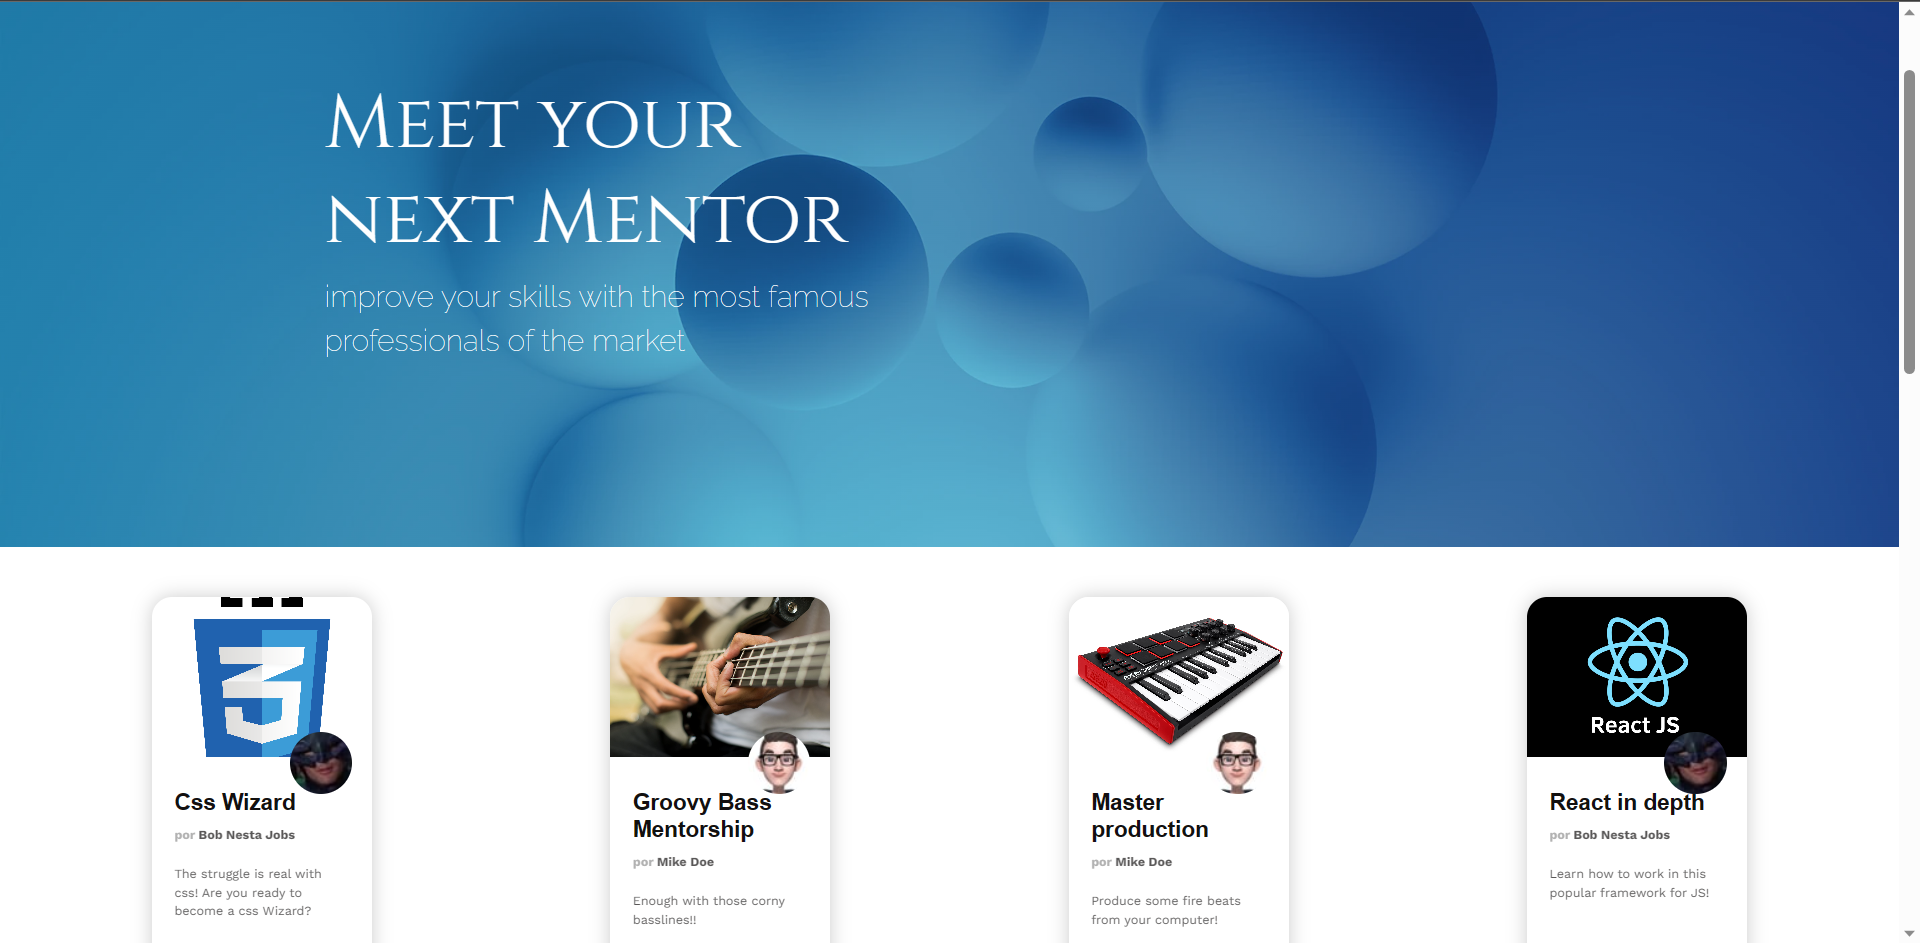 Meet your
next Mentor
improve your skills with the most famous
professionals of the market
Css Wizard
por Bob Nesta Jobs
The struggle is real with
css! Are you ready to
become a css Wizard?
Groovy Bass
Mentorship
por Mike Doe
Enough with those corny
basslines!!
Master
production
por Mike Doe
Produce some fire beats
from your computer!
React JS
React in depth
por Bob Nesta Jobs
Learn how to work in this
popular framework for JS!